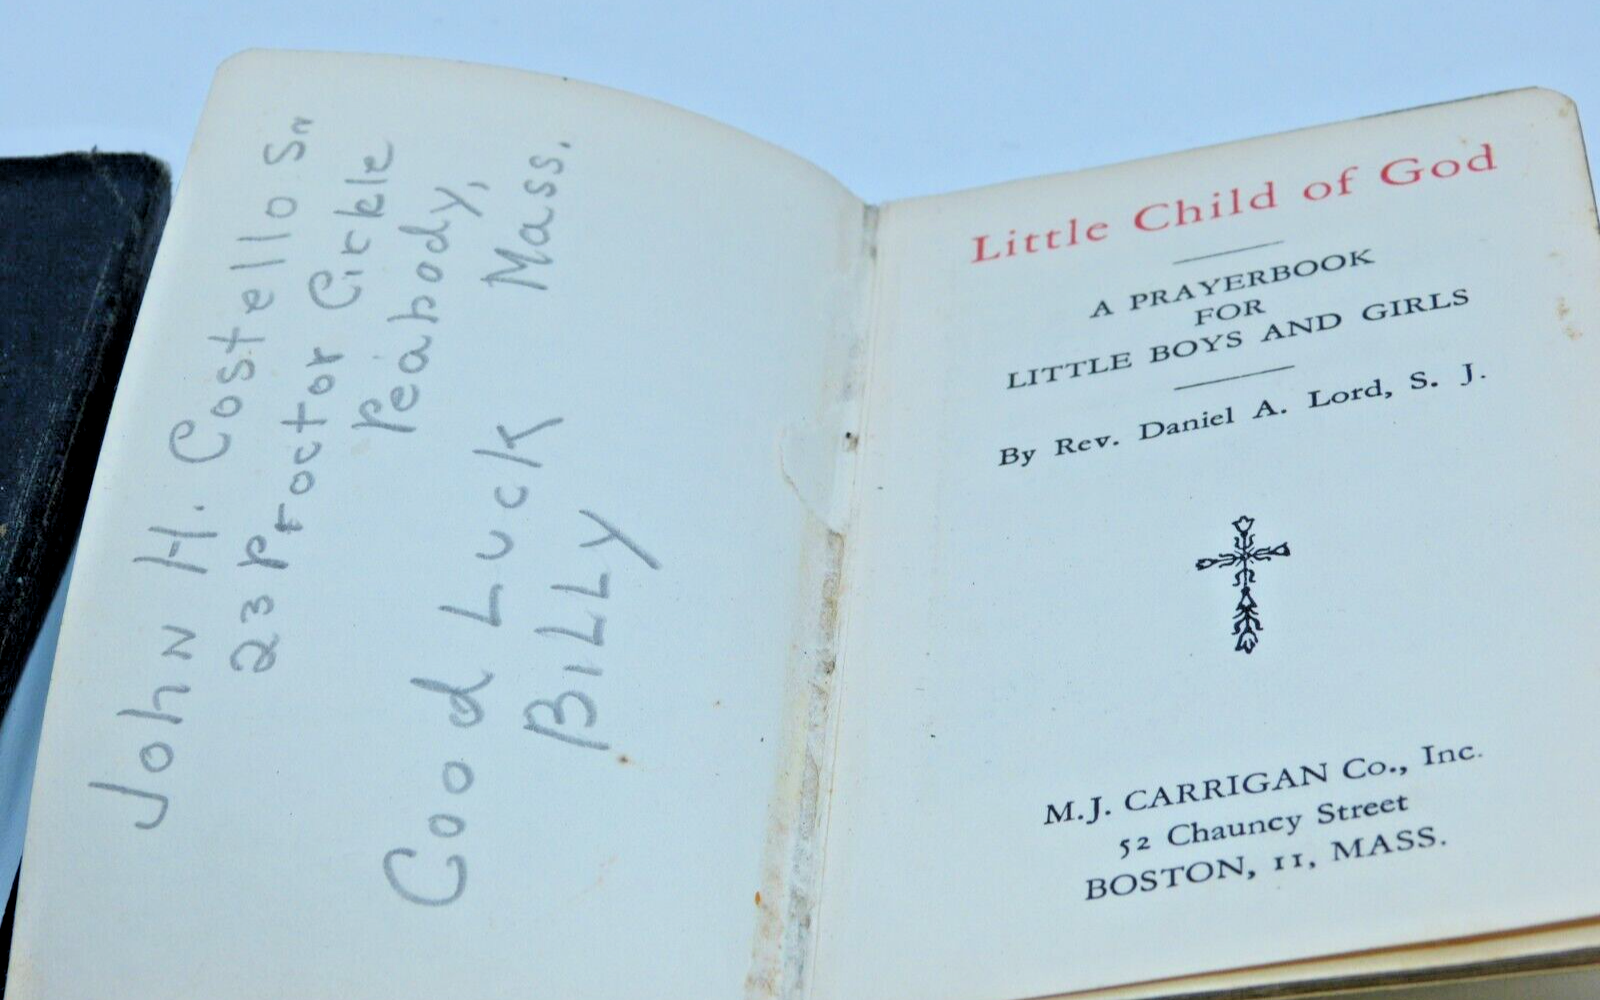 John H. Costello Sr
23 Proctor Circle
Peabody,
Mass.
Good Luck
BiLLy
Little Child of God
A PRAYERBOOK
FOR
LITTLE BOYS AND GIRLS
By Rev. Daniel A. Lord, S. J.
M.J. CARRIGAN Co., Inc.
52 Chauncy Street
BOSTON, 11, MASS.